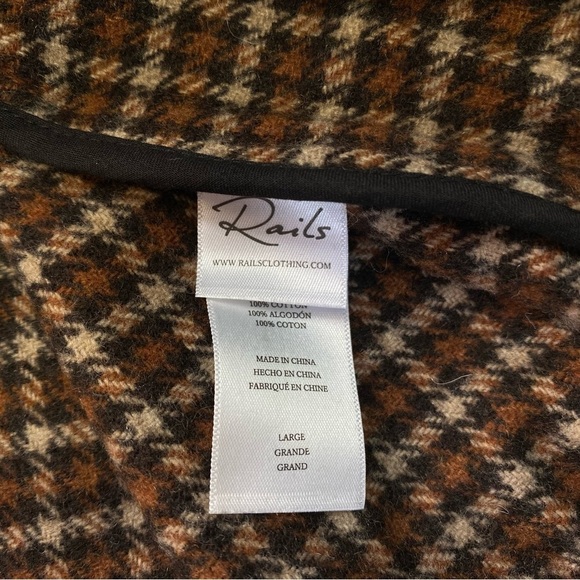 Rails
WWW.RAILSCLOTHING.COM
100% COTTON
100% ALGODÓN
100% COTON
MADE IN CHINA
HECHO EN CHINA
FABRIQUÉ EN CHINE
LARGE
GRANDE
GRAND